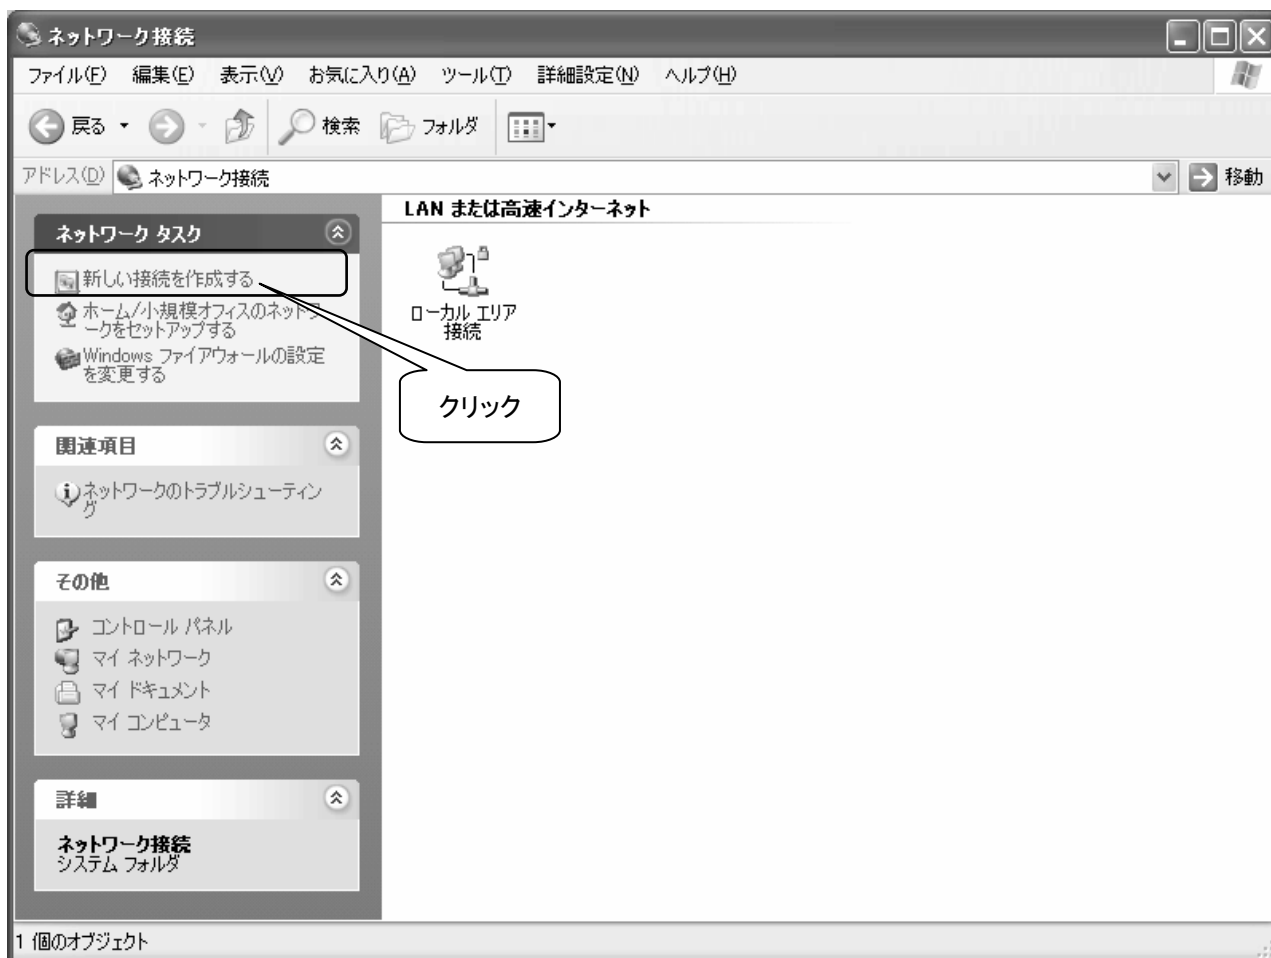 ネットワーク接続
ファイル(F) 編集(E) 表示(V) お気に入り(A) ツール(T) 詳細設定(N) ヘルプ(H)
戻る 検索 フォルダ
アドレス(D) ネットワーク接続 移動
ネットワーク タスク
新しい接続を作成する
ホーム/小規模オフィスのネットワ
ークをセットアップする
Windows ファイアウォールの設定
を変更する
関連項目
ネットワークのトラブルシューティン
グ
その他
コントロール パネル
マイ ネットワーク
マイ ドキュメント
マイ コンピュータ
詳細
ネットワーク接続
システム フォルダ
LAN または高速インターネット
ローカル エリア
接続
クリック
1 個のオブジェクト